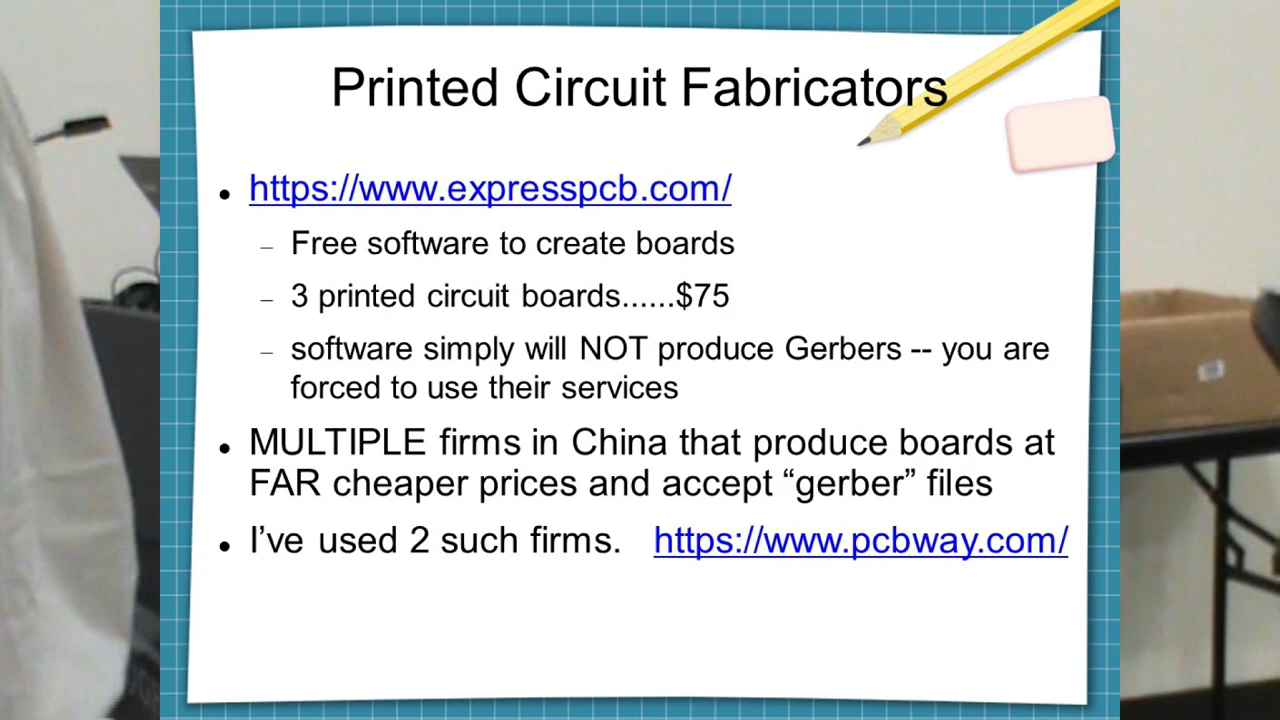 Printed Circuit Fabricators
● https://www.expresspcb.com/
– Free software to create boards
– 3 printed circuit boards......$75
– software simply will NOT produce Gerbers -- you are
forced to use their services
● MULTIPLE firms in China that produce boards at
FAR cheaper prices and accept “gerber” files
● I’ve used 2 such firms. https://www.pcbway.com/